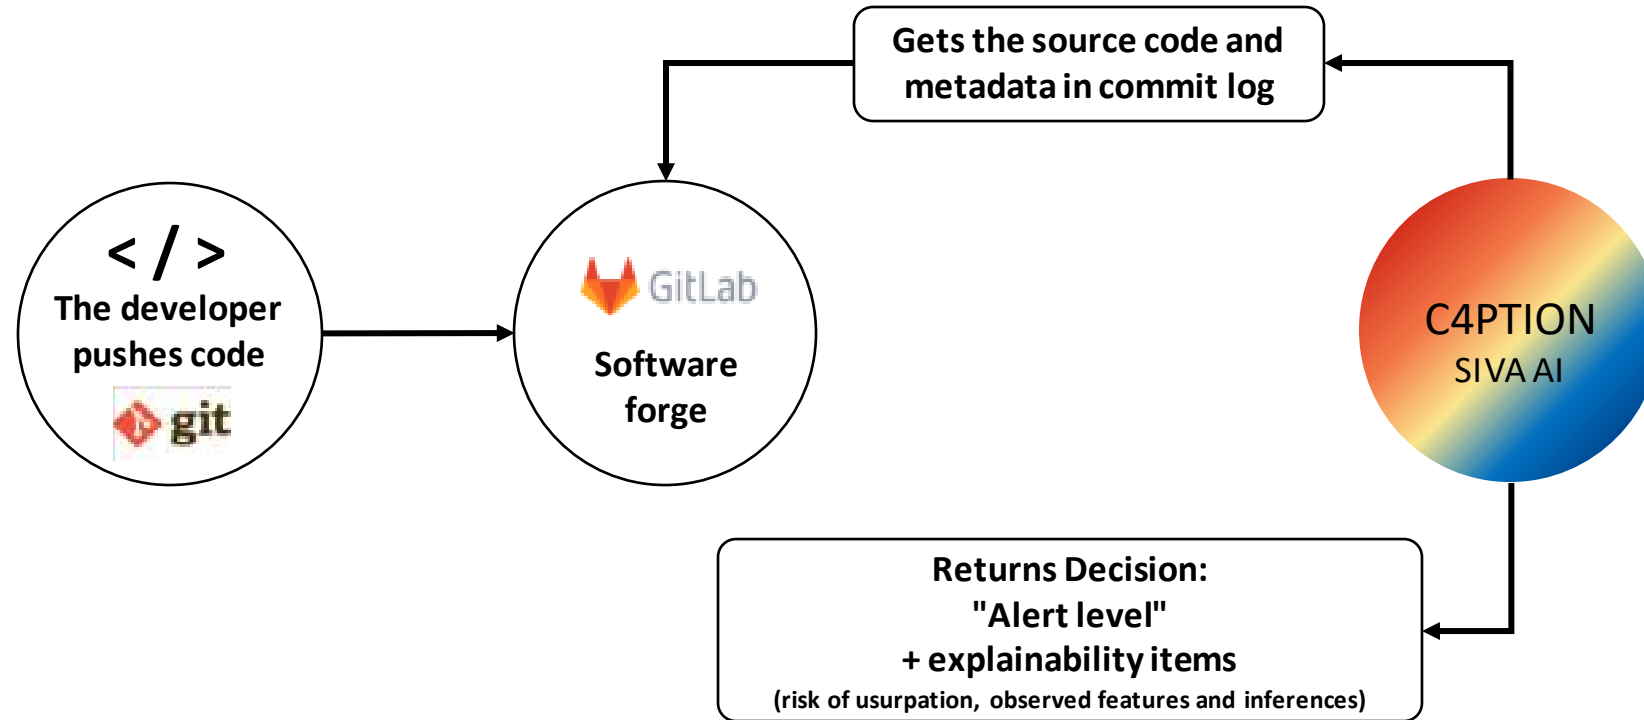 Gets the source code and
metadata in commit log
</>
The developer
pushes code
git
GitLab
Software
forge
C4PTION
SIVA AI
Returns Decision:
"Alert level"
+ explainability items
(risk of usurpation, observed features and inferences)